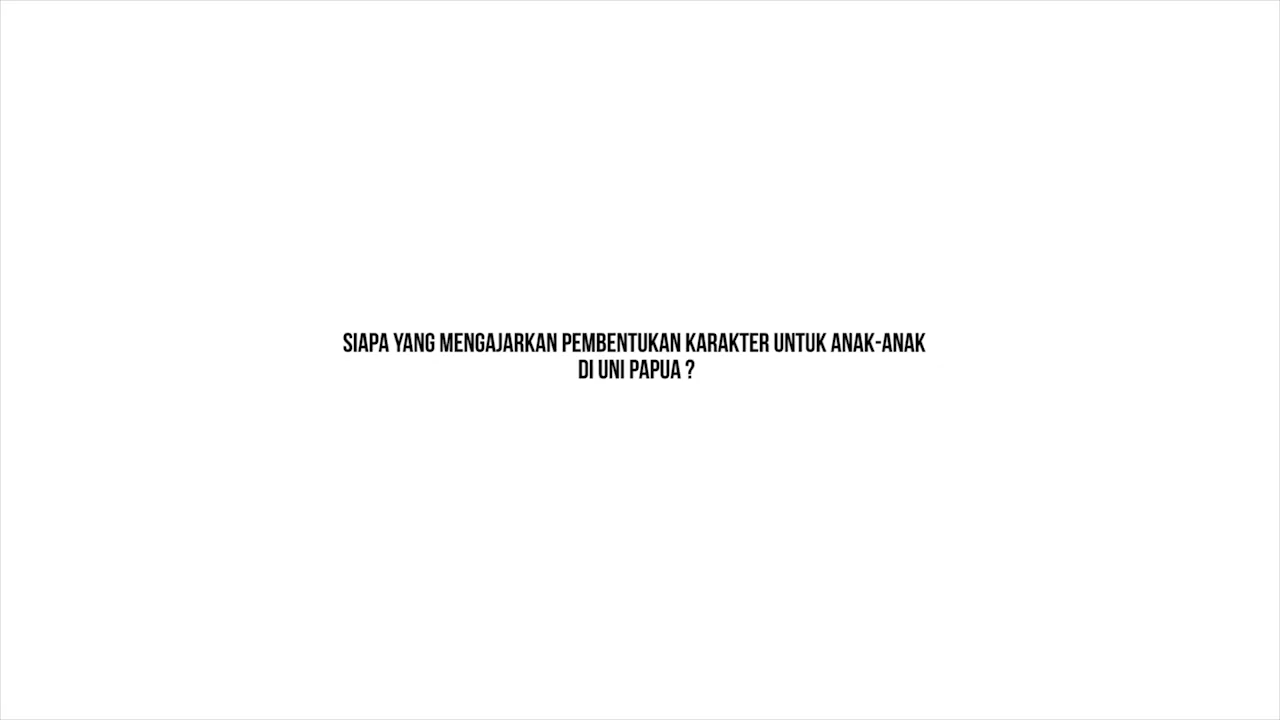 SIAPA YANG MENGAJARKAN PEMBENTUKAN KARAKTER UNTUK ANAK-ANAK
DI UNI PAPUA ?